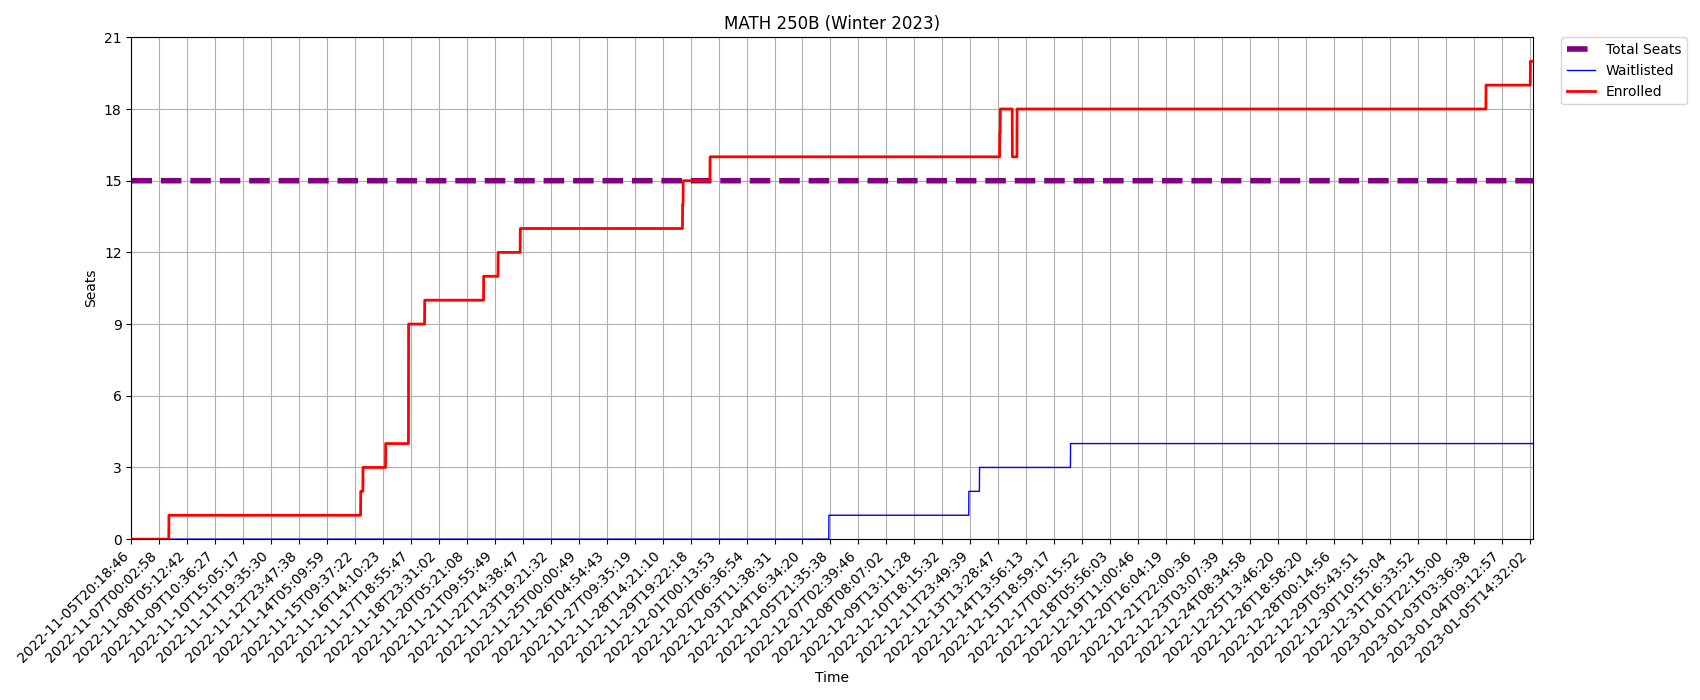 MATH 250B (Winter 2023)
Total Seats
Waitlisted
Enrolled
Seats
21
18
15
12
9
6
3
0
2022-11-05T20:18:46
2022-11-07T00:02:58
2022-11-08T05:12:42
2022-11-09T10:36:27
2022-11-10T15:05:17
2022-11-11T19:35:30
2022-11-12T23:47:38
2022-11-14T05:09:59
2022-11-15T09:37:22
2022-11-16T14:10:23
2022-11-17T18:55:47
2022-11-18T23:31:02
2022-11-20T05:21:08
2022-11-21T09:55:49
2022-11-22T14:38:47
2022-11-23T19:21:32
2022-11-25T00:00:49
2022-11-26T04:54:43
2022-11-27T09:35:19
2022-11-28T14:21:10
2022-11-29T19:22:18
2022-12-01T00:13:53
2022-12-02T06:36:54
2022-12-03T11:38:31
2022-12-04T16:34:20
2022-12-05T21:35:38
2022-12-07T02:39:46
2022-12-08T08:07:02
2022-12-09T13:11:28
2022-12-10T18:15:32
2022-12-11T23:49:39
2022-12-13T13:28:47
2022-12-14T13:56:13
2022-12-15T18:59:17
2022-12-17T00:15:52
2022-12-18T05:56:03
2022-12-19T11:00:46
2022-12-20T16:04:19
2022-12-21T22:00:36
2022-12-23T03:07:39
2022-12-24T08:34:58
2022-12-25T13:46:20
2022-12-26T18:58:20
2022-12-28T00:14:56
2022-12-29T05:43:51
2022-12-30T10:55:04
2022-12-31T16:33:52
2023-01-01T22:15:00
2023-01-03T03:36:38
2023-01-04T09:12:57
2023-01-05T14:32:02
Time